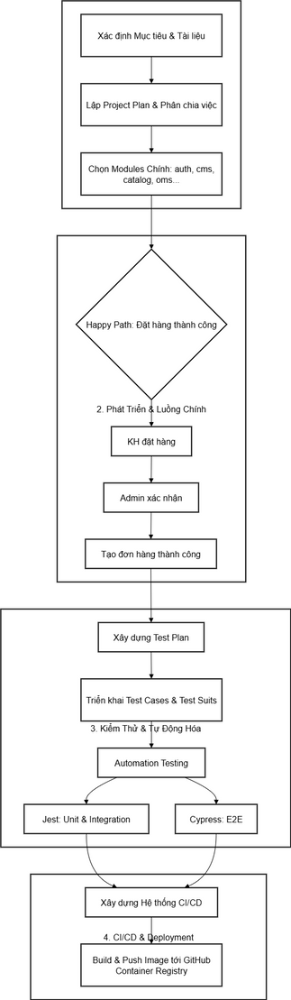 Xác định Mục tiêu & Tài liệu
Lập Project Plan & Phân chia việc
Chọn Modules Chính: auth, cms,
catalog, oms...
Happy Path: Đặt hàng thành công
2. Phát Triển & Luồng Chính
KH đặt hàng
Admin xác nhận
Tạo đơn hàng thành công
Xây dựng Test Plan
Triển khai Test Cases & Test Suits
3. Kiểm Thử & Tự Động Hóa
Automation Testing
Jest: Unit & Integration
Cypress: E2E
Xây dựng Hệ thống CI/CD
4. CI/CD & Deployment
Build & Push Image tới GitHub
Container Registry